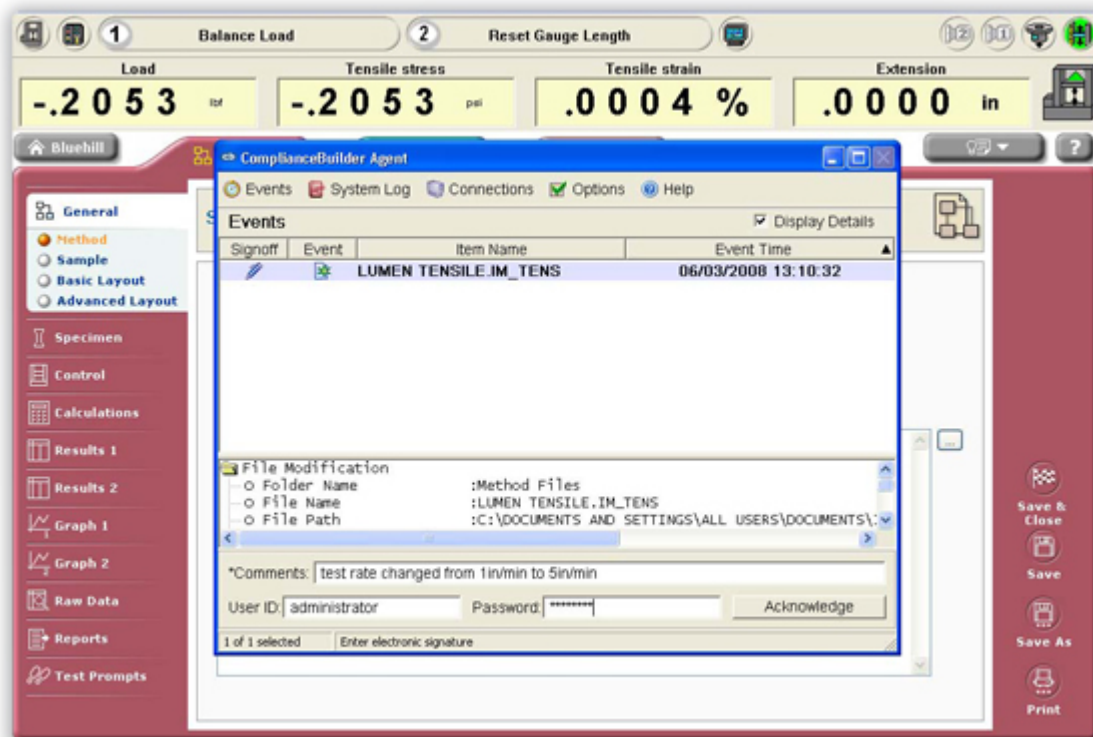 1 Balance Load 2 Reset Gauge Length
Load Tensile stress Tensile strain Extension
-.2053 lbf -.2053 psi .0004 % .0000 in
Bluehill ?
ComplianceBuilder Agent
Events System Log Connections Options Help
Events Display Details
Signoff Event Item Name Event Time
LUMEN TENSILE.IM_TENS 06/03/2008 13:10:32
File Modification
Folder Name :Method Files
File Name :LUMEN TENSILE.IM_TENS
File Path :C:\DOCUMENTS AND SETTINGS\ALL USERS\DOCUMENTS\
*Comments: test rate changed from 1in/min to 5in/min
User ID: administrator Password: ******** Acknowledge
1 of 1 selected Enter electronic signature
General
Method
Sample
Basic Layout
Advanced Layout
Specimen
Control
Calculations
Results 1
Results 2
Graph 1
Graph 2
Raw Data
Reports
Test Prompts
...
Save &
Close
Save
Save As
Print